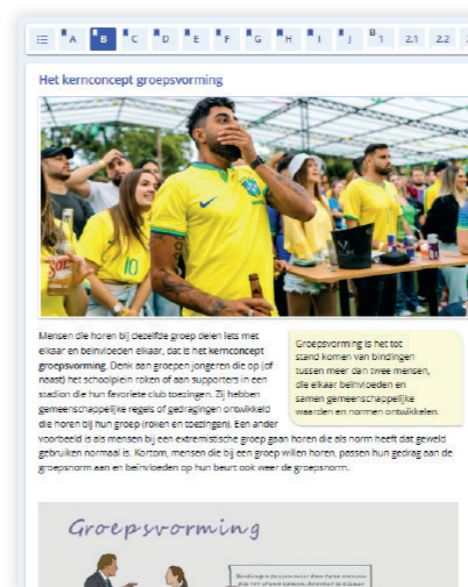 A B C D E F G H I J B 1 2.1 2.2
Het kernconcept groepsvorming
SOL
10
Mensen die horen bij dezelfde groep delen iets met
elkaar en beïnvloeden elkaar, dat is het kernconcept
groepsvorming. Denk aan groepen jongeren die op (of
naast) het schoolplein roken of aan supporters in een
stadion die hun favoriete club toezingen. Zij hebben
gemeenschappelijke regels of gedragingen ontwikkeld
die horen bij hun groep (roken en toezingen). Een ander
voorbeeld is als mensen bij een extremistische groep gaan horen die als norm heeft dat geweld
gebruiken normaal is. Kortom, mensen die bij een groep willen horen, passen hun gedrag aan de
groepsnorm aan en beïnvloeden op hun beurt ook weer de groepsnorm.
Groepsvorming is het tot
stand komen van bindingen
tussen meer dan twee mensen,
die elkaar beïnvloeden en
samen gemeenschappelijke
waarden en normen ontwikkelen.
Groepsvorming